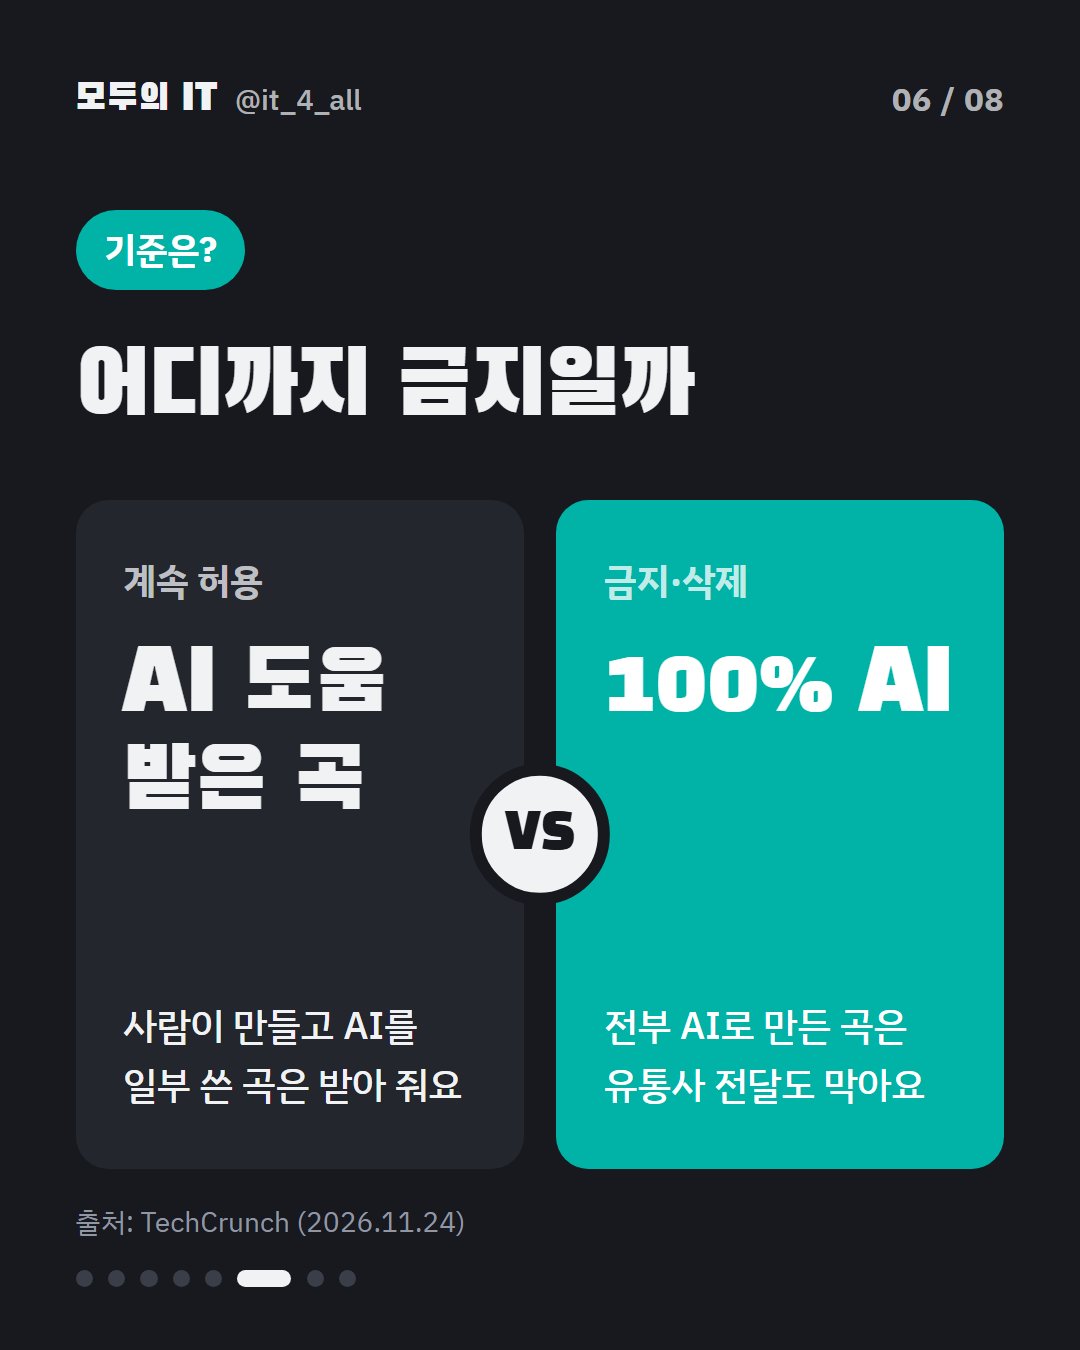 모두의 IT @it_4_all
06 / 08
기준은?
어디까지 금지일까
계속 허용
AI 도움
받은 곡
사람이 만들고 AI를
일부 쓴 곡은 받아 줘요
VS
금지·삭제
100% AI
전부 AI로 만든 곡은
유통사 전달도 막아요
출처: TechCrunch (2026.11.24)